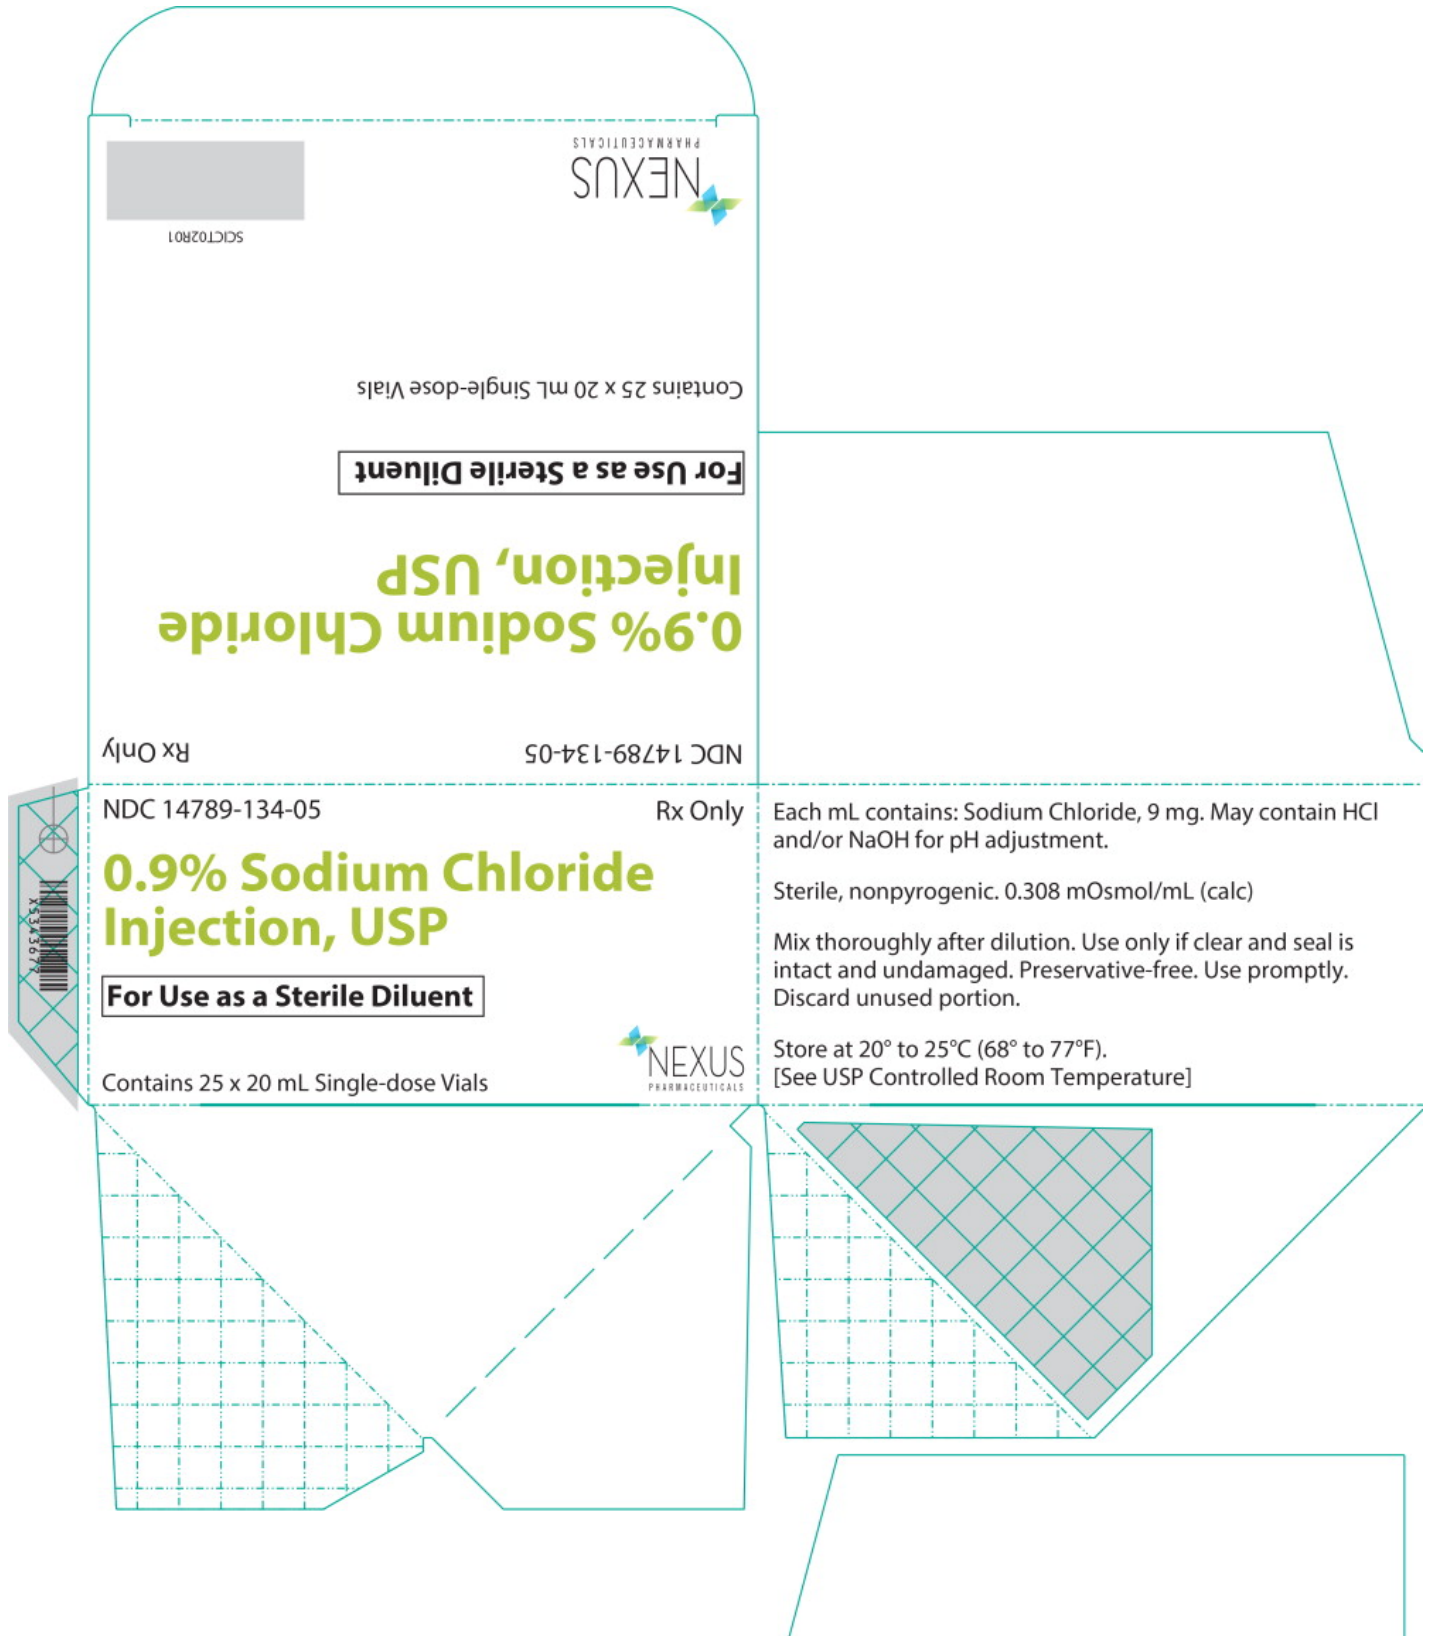 PHARMACEUTICALS
NEXUS
SCICT02R01
Contains 25 x 20 mL Single-dose Vials
For Use as a Sterile Diluent
0.9% Sodium Chloride
Injection, USP
NDC 14789-134-05
Rx Only
NDC 14789-134-05
Rx Only
0.9% Sodium Chloride
Injection, USP
For Use as a Sterile Diluent
NEXUS
PHARMACEUTICALS
Contains 25 x 20 mL Single-dose Vials
X5343677
Each mL contains: Sodium Chloride, 9 mg. May contain HCl
and/or NaOH for pH adjustment.
Sterile, nonpyrogenic. 0.308 mOsmol/mL (calc)
Mix thoroughly after dilution. Use only if clear and seal is
intact and undamaged. Preservative-free. Use promptly.
Discard unused portion.
Store at 20° to 25°C (68° to 77°F).
[See USP Controlled Room Temperature]